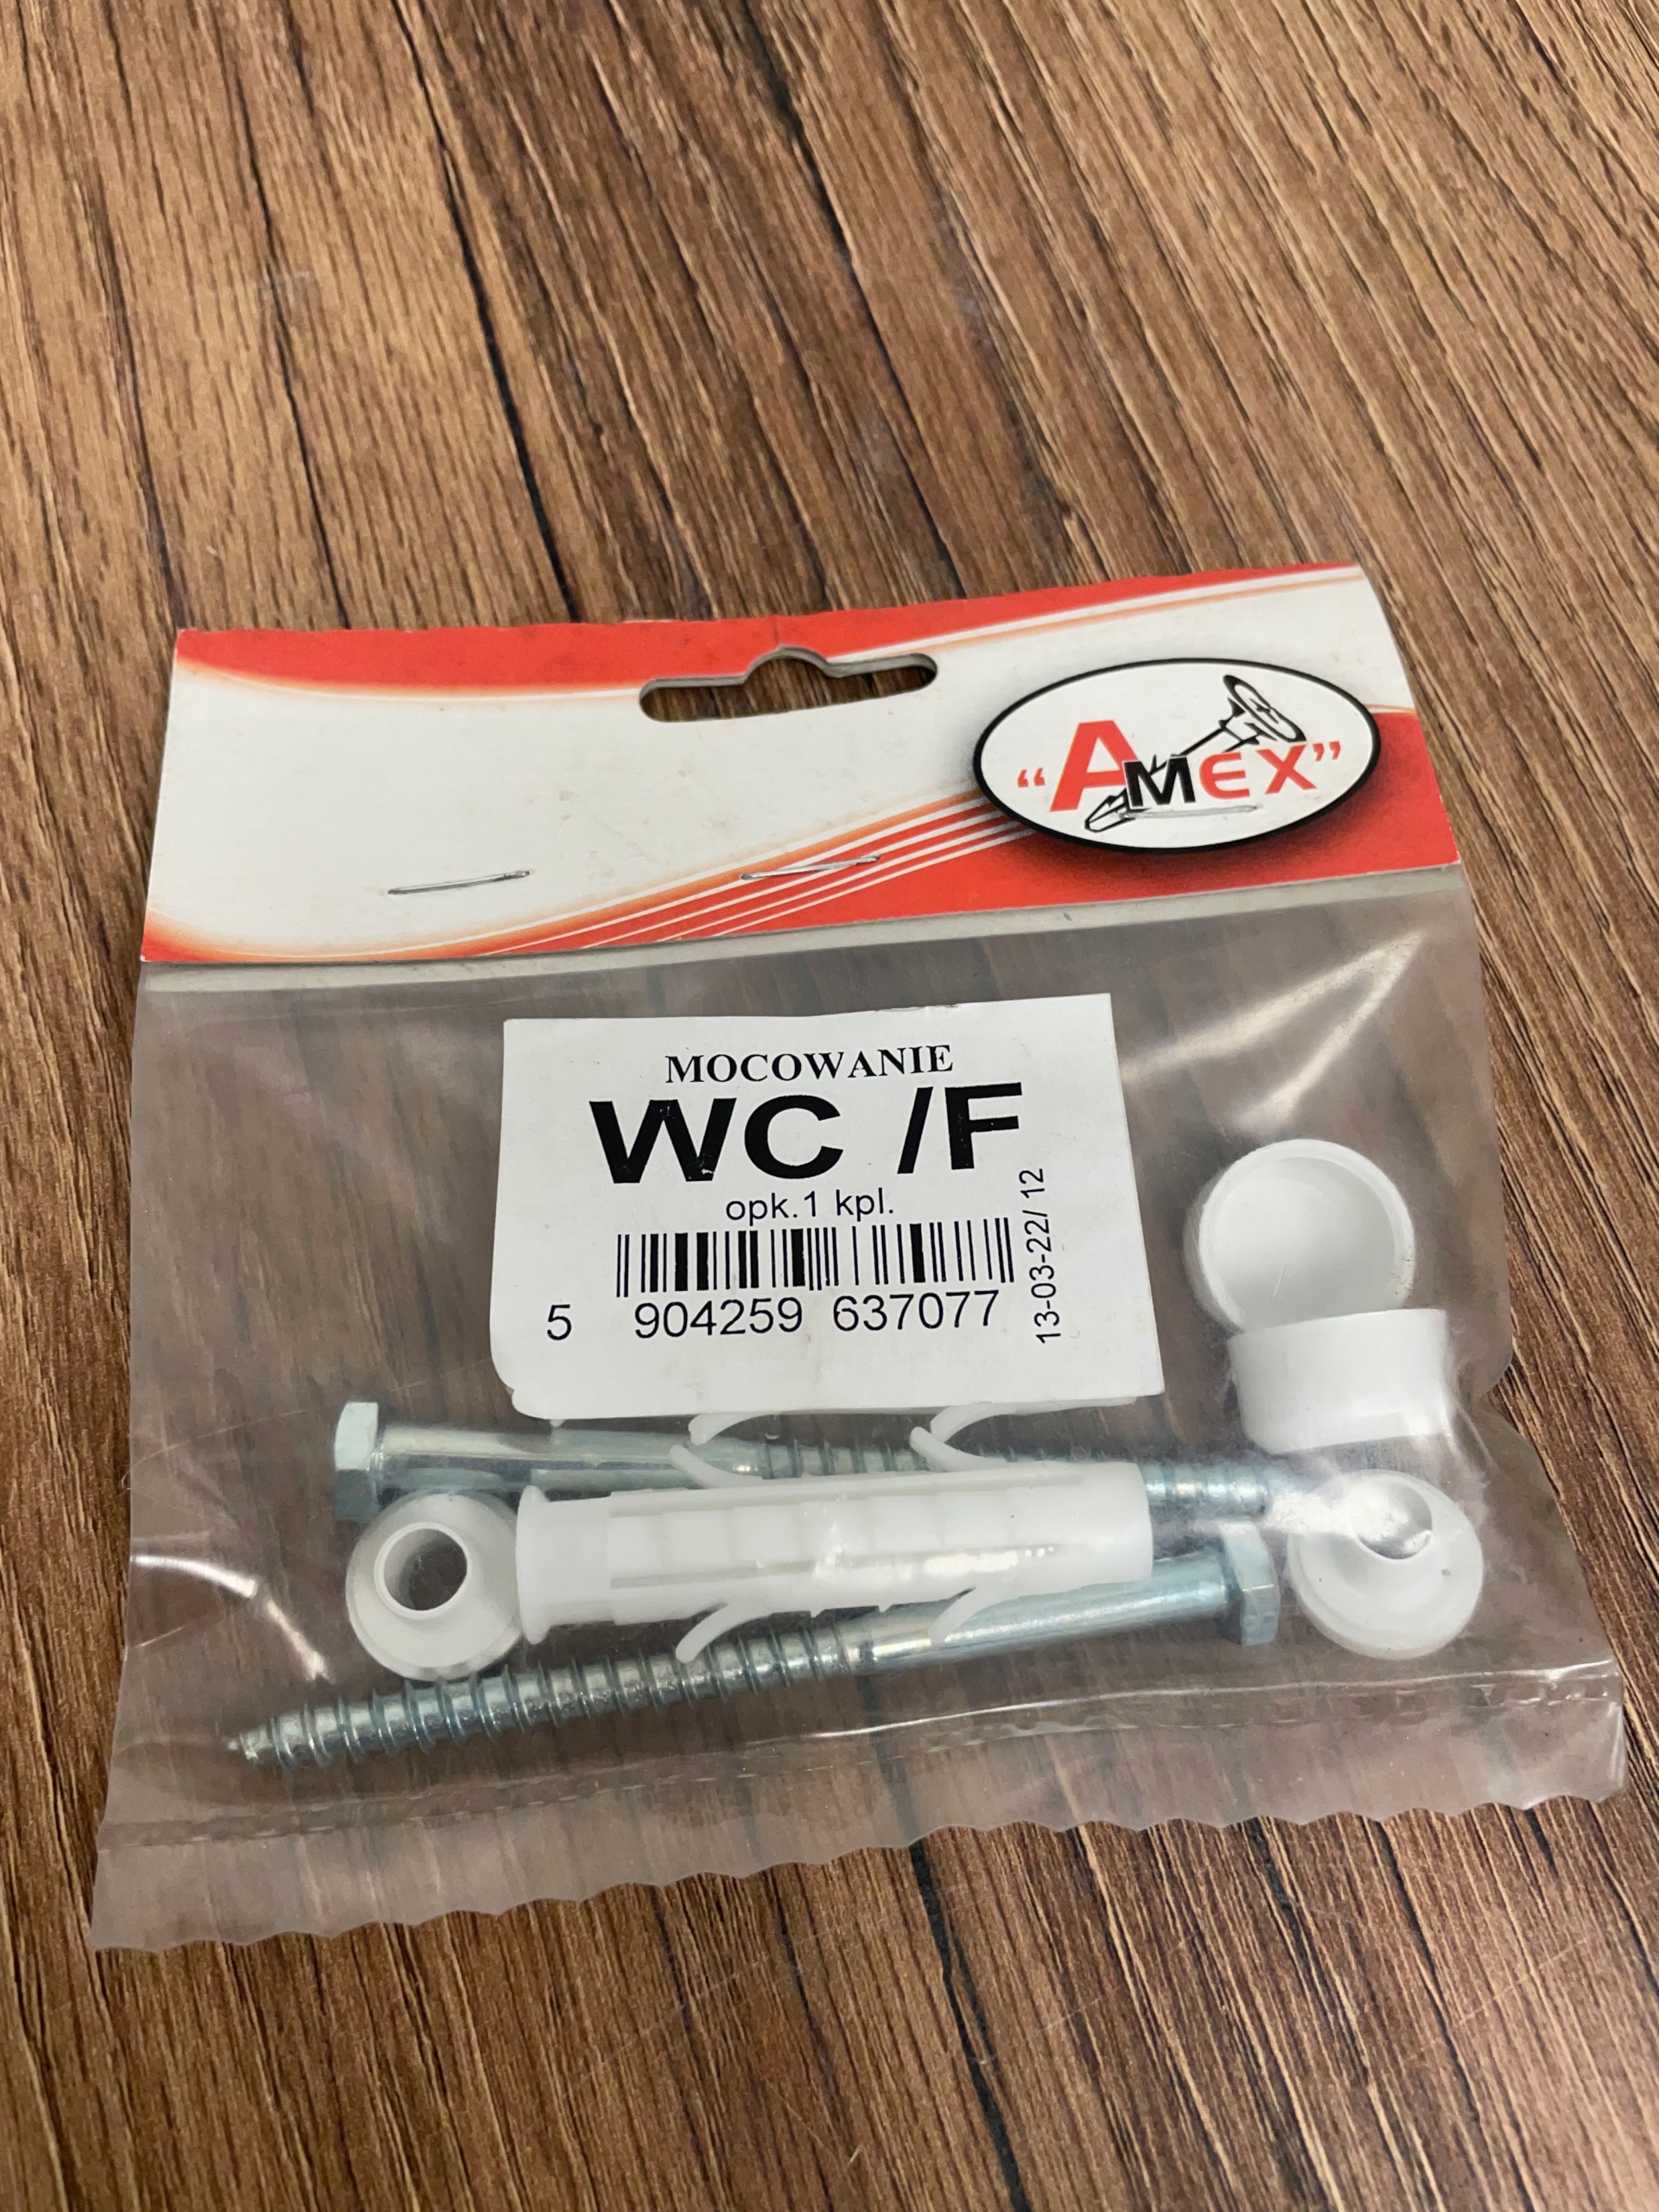 “AMEX”
MOCOWANIE
WC /F
opk.1 kpl.
5 904259 637077
13-03-22/ 12